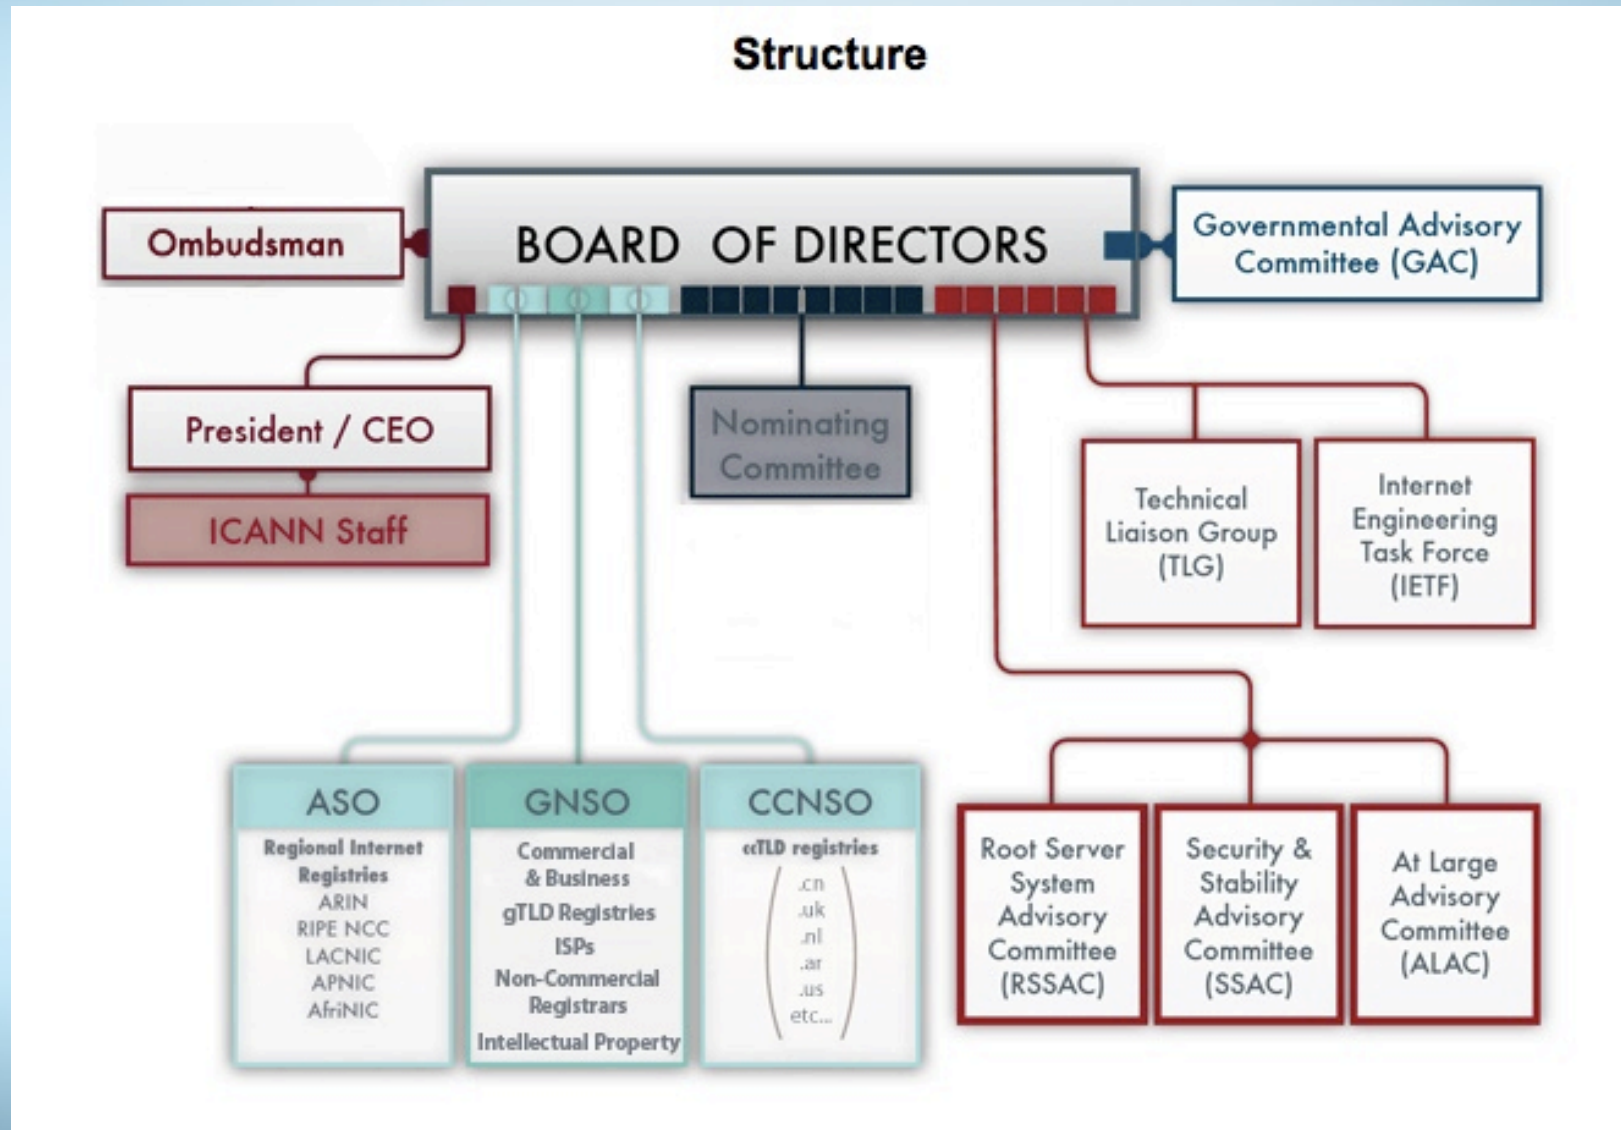 Structure
Ombudsman
BOARD OF DIRECTORS
Governmental Advisory
Committee (GAC)
President / CEO
ICANN Staff
Nominating
Committee
Technical
Liaison Group
(TLG)
Internet
Engineering
Task Force
(IETF)
ASO
Regional Internet
Registries
ARIN
RIPE NCC
LACNIC
APNIC
AfriNIC
GNSO
Commercial
& Business
gTLD Registries
ISPs
Non-Commercial
Registrars
Intellectual Property
CCNSO
ccTLD registries
.cn
.uk
.nl
.ar
.us
etc...
Root Server
System
Advisory
Committee
(RSSAC)
Security &
Stability
Advisory
Committee
(SSAC)
At Large
Advisory
Committee
(ALAC)